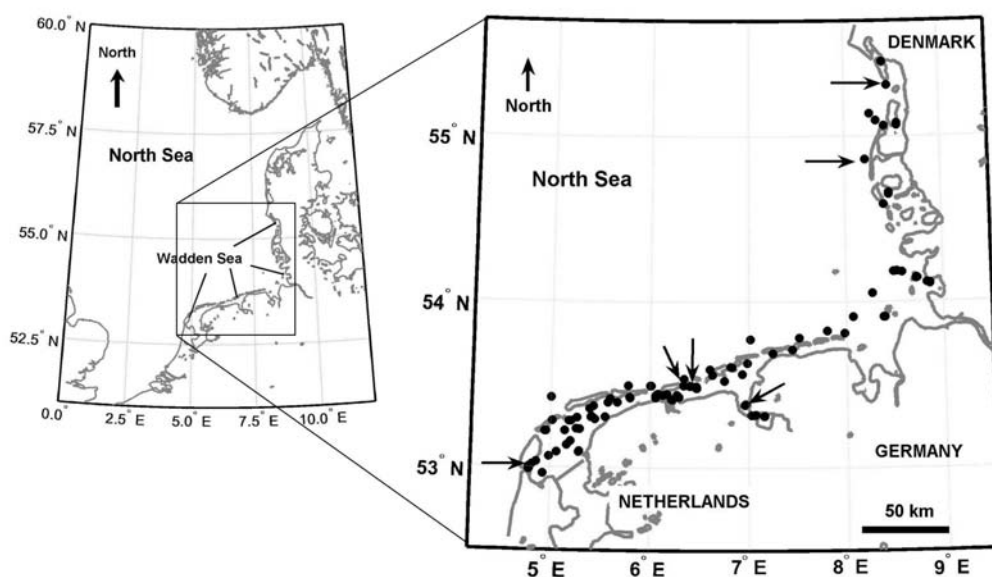 60.0° N
North
57.5° N
North Sea
55.0° N
Wadden Sea
52.5° N
0.0° E
2.5° E
5.0° E
7.5° E
10.0° E
DENMARK
North
55° N
North Sea
54° N
53° N
GERMANY
NETHERLANDS
50 km
5° E
6° E
7° E
8° E
9° E